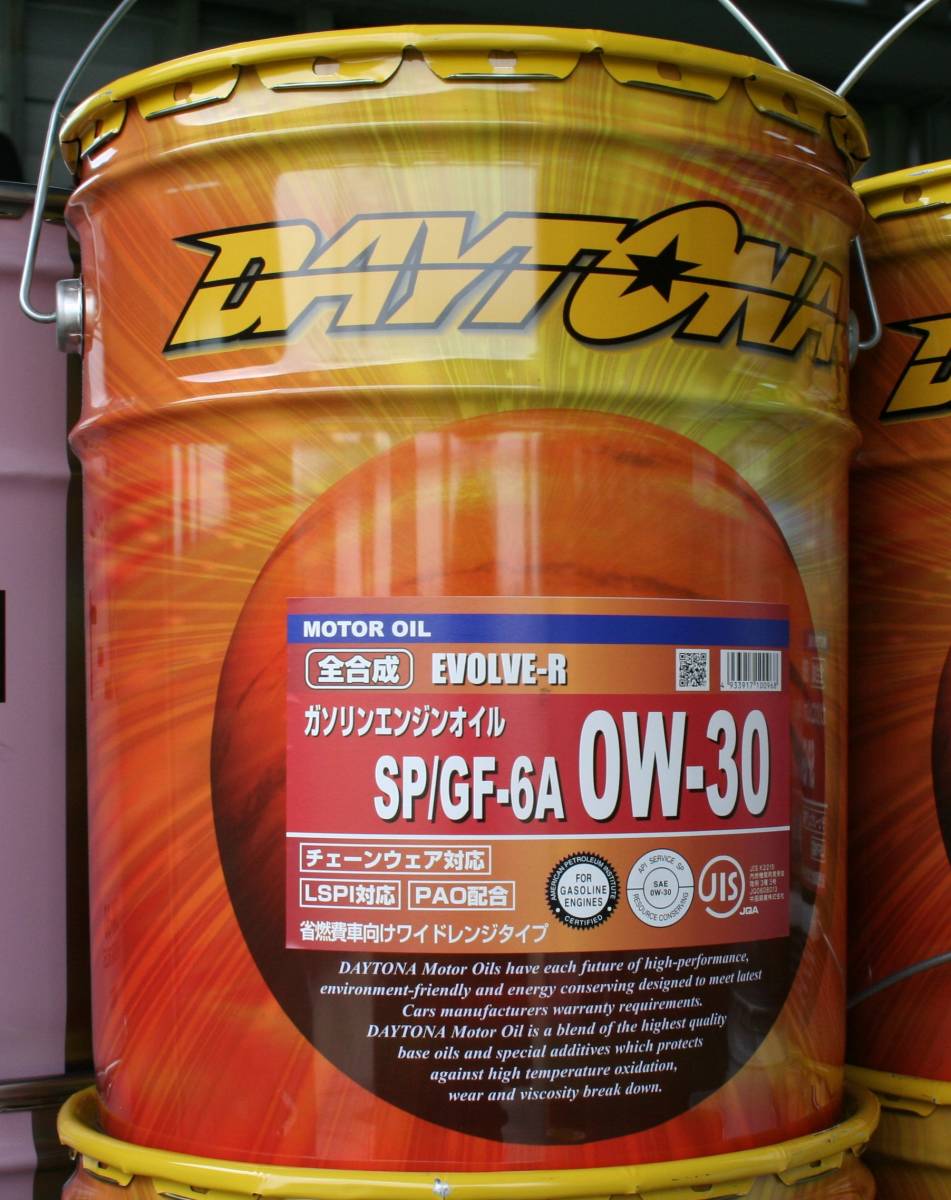 DAYTONA
MOTOR OIL
全合成 EVOLVE-R
4 933917 100968
ガソリンエンジンオイル
SP/GF-6A 0W-30
チェーンウェア対応
LSPI対応 PAO配合
省燃費車向けワイドレンジタイプ
AMERICAN PETROLEUM INSTITUTE
FOR
GASOLINE
ENGINES
CERTIFIED
API SERVICE SP
SAE
0W-30
RESOURCE CONSERVING
JIS
JQA
JIS K2215
DAYTONA Motor Oils have each future of high-performance,
environment-friendly and energy conserving designed to meet latest
Cars manufacturers warranty requirements.
DAYTONA Motor Oil is a blend of the highest quality
base oils and special additives which protects
against high temperature oxidation,
wear and viscosity break down.